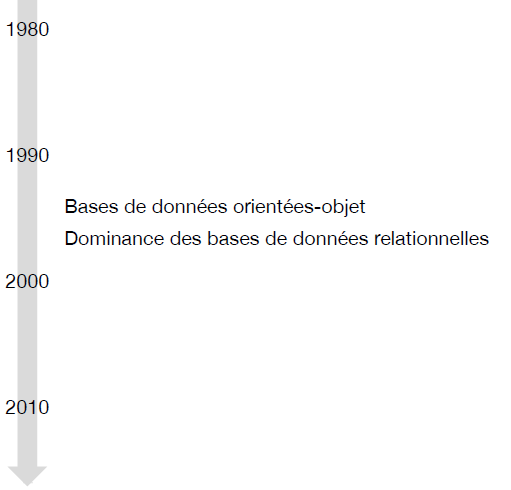 1980
1990
Bases de données orientées-objet
Dominance des bases de données relationnelles
2000
2010